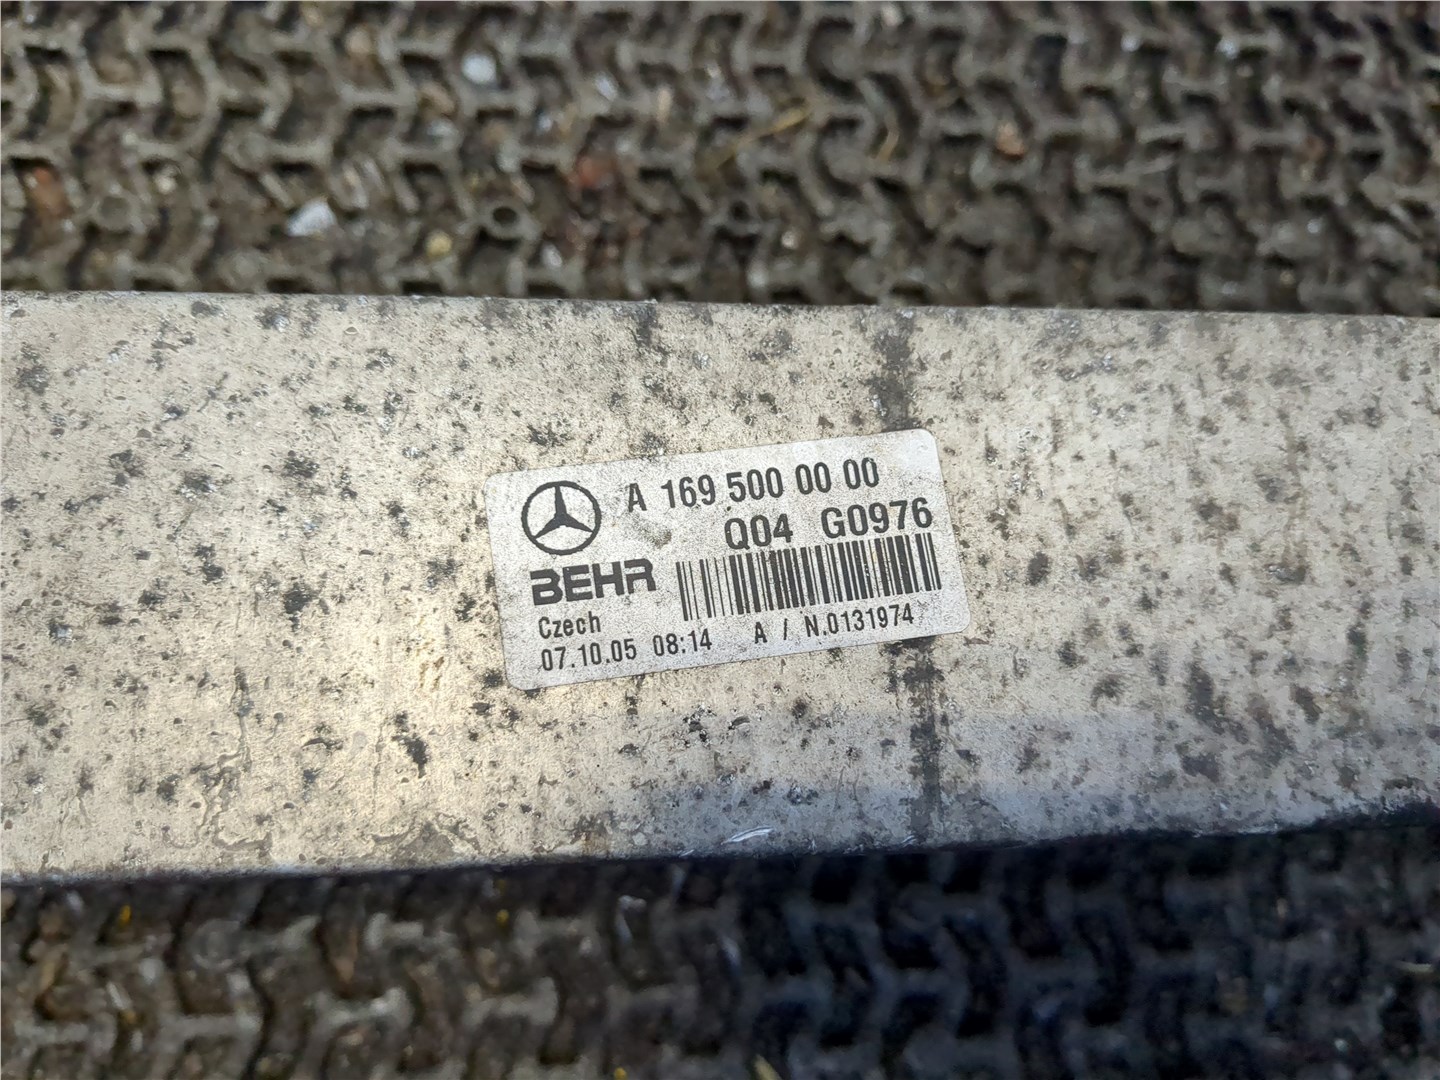 A 169 500 00 00
Q04 G0976
BEHR
Czech
07.10.05 08:14 A / N.0131974